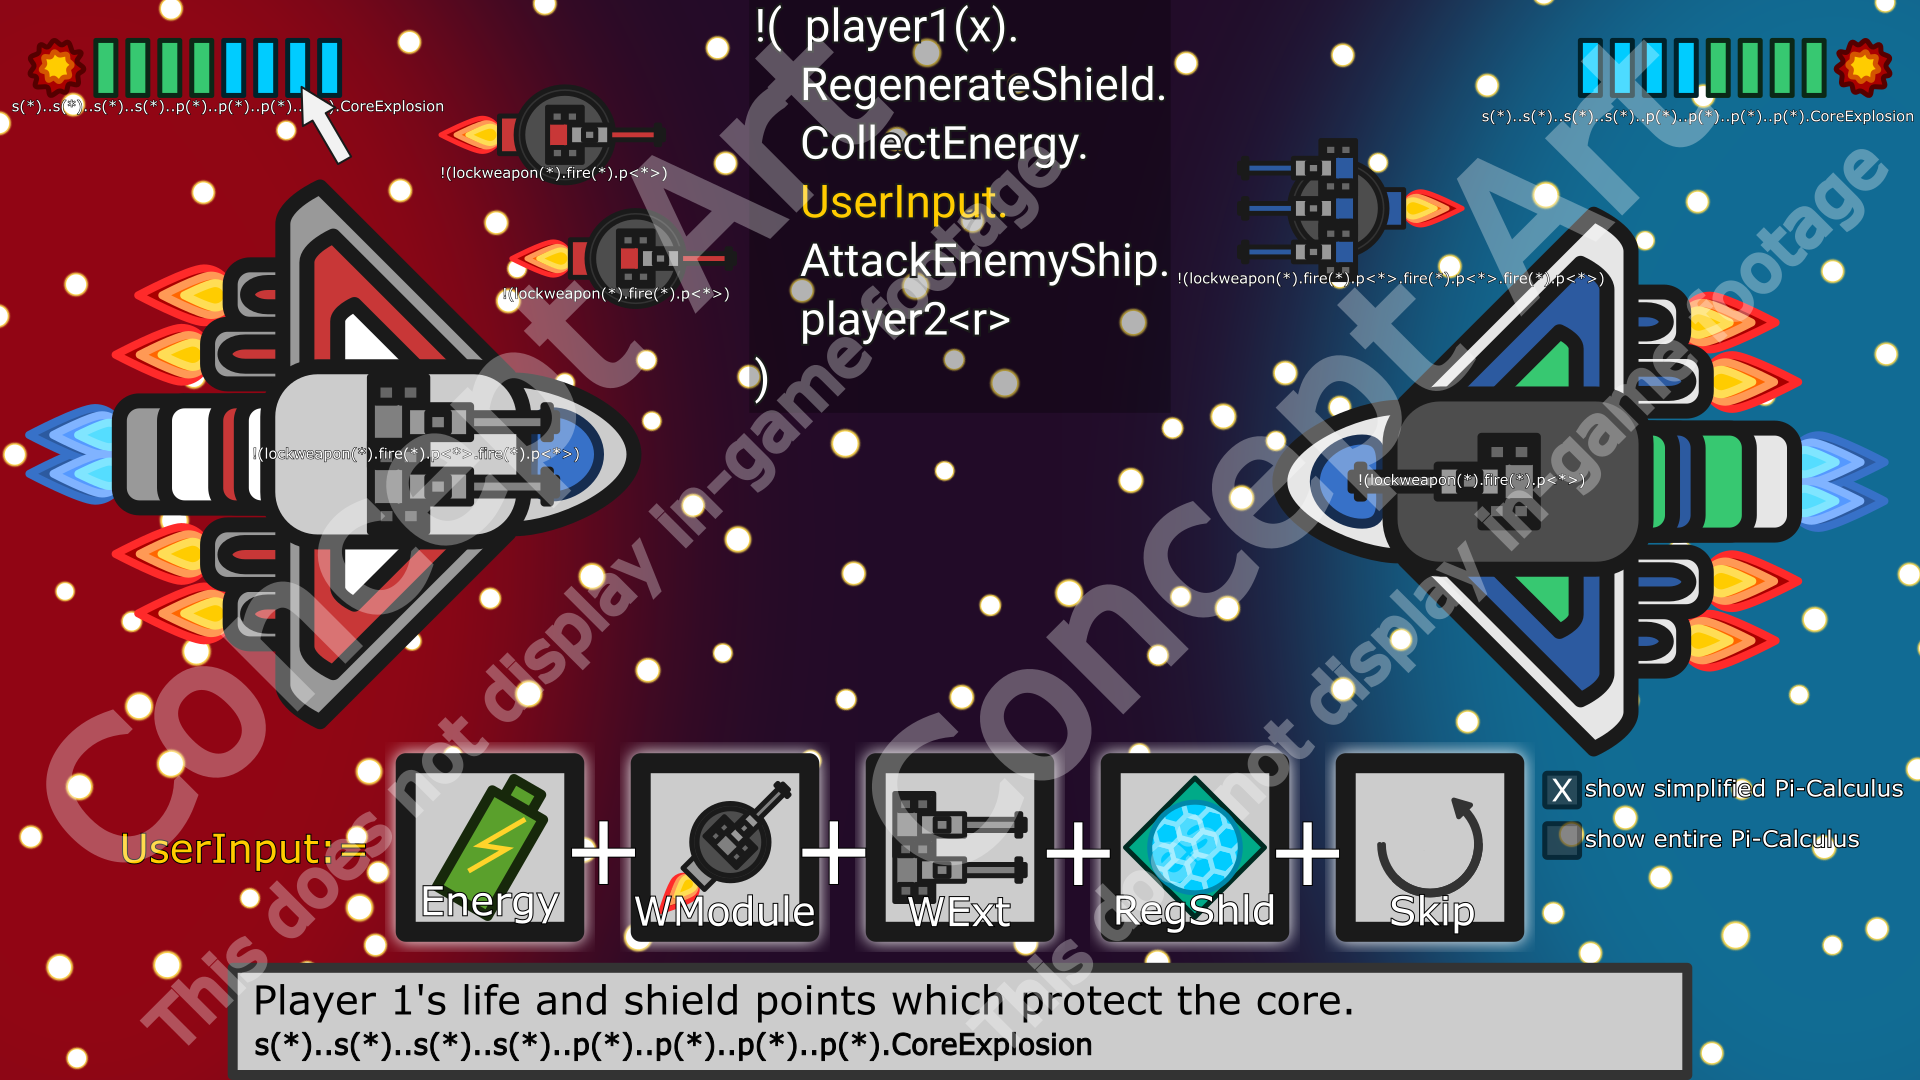 !( player1(x).
RegenerateShield.
CollectEnergy.
UserInput.
AttackEnemyShip.
player2<r>
)
s(*)..s(*)..s(*)..s(*)..p(*)..p(*)..p(*)..).CoreExplosion
s(*)..s(*)..s(*)..s(*)..p(*)..p(*)..p(*)..p(*).CoreExplosion
!(lockweapon(*).fire(*).p<*>)
!(lockweapon(*).fire(*).p<*>)
!(lockweapon(*).fire(*).p<*>.fire(*).p<*>.fire(*).p<*>)
!(lockweapon(*).fire(*).p<*>.fire(*).p<*>)
!(lockweapon(*).fire(*).p<*>)
Concept Art
This does not display in-game footage
Concept Art
This does not display in-game footage
UserInput:=
Energy + WModule + WExt + RegShld + Skip
X show simplified Pi-Calculus
show entire Pi-Calculus
Player 1's life and shield points which protect the core.
s(*)..s(*)..s(*)..s(*)..p(*)..p(*)..p(*)..p(*).CoreExplosion